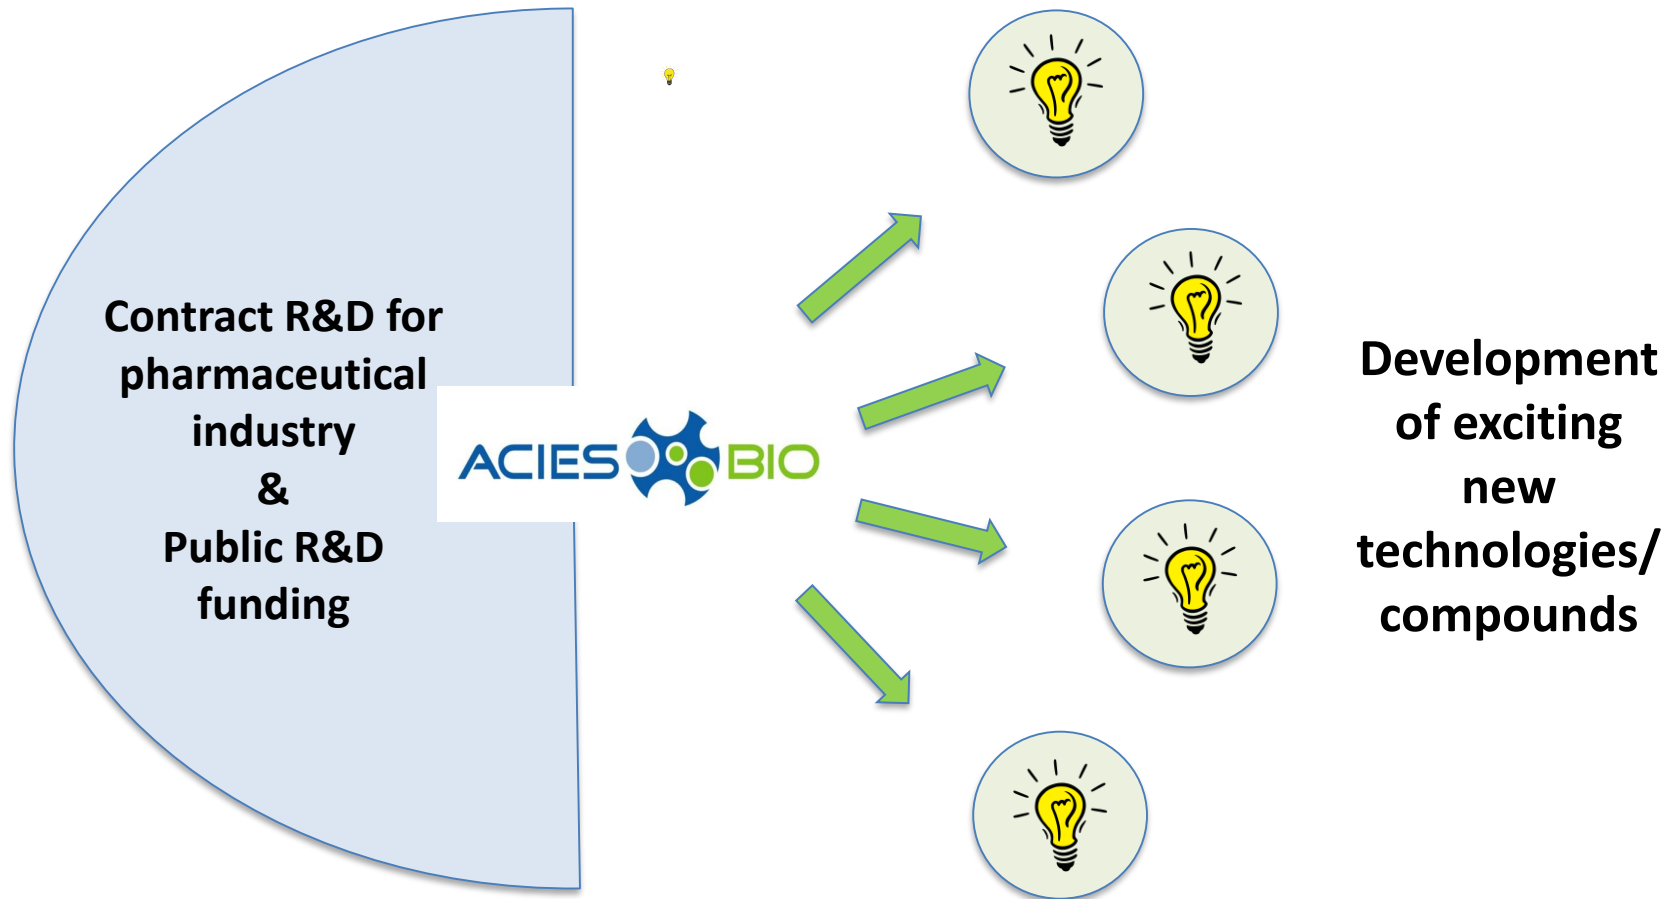 Contract R&D for
pharmaceutical
industry
&
Public R&D
funding
ACIES BIO
Development
of exciting
new
technologies/
compounds